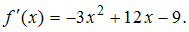 f′(x) = −3x² + 12x − 9.